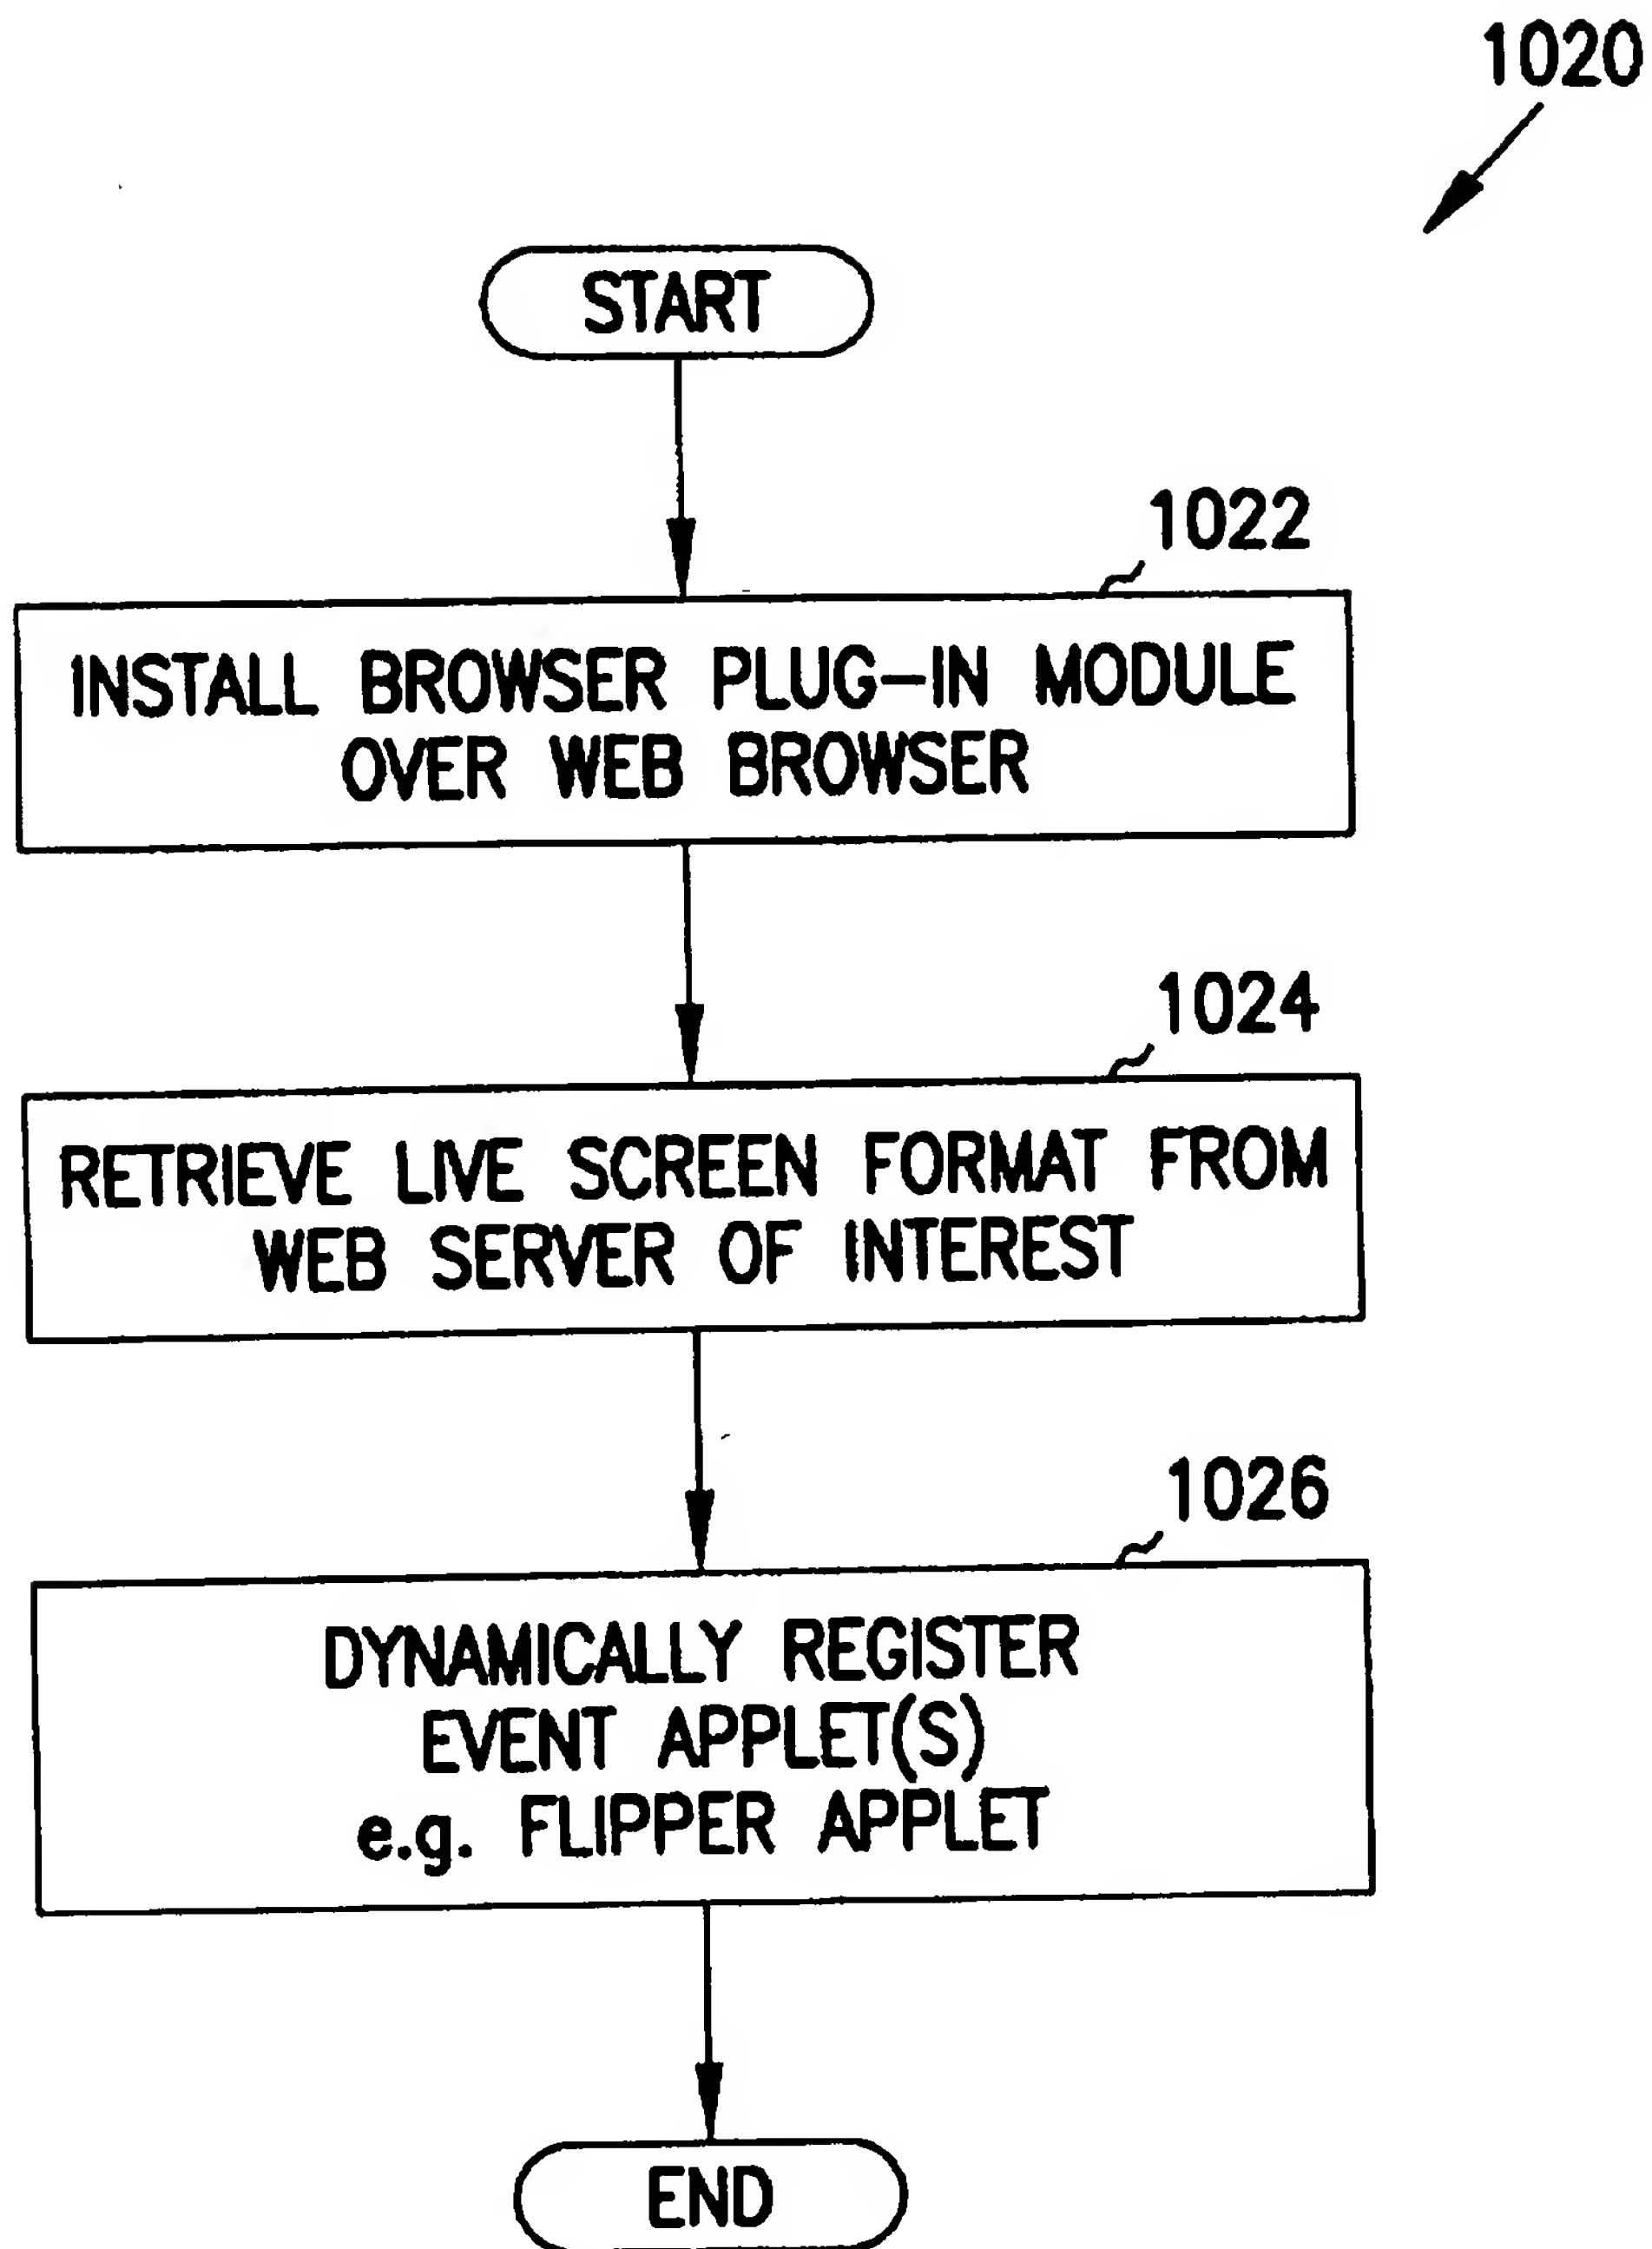 1020
START
1022
INSTALL BROWSER PLUG-IN MODULE
OVER WEB BROWSER
1024
RETRIEVE LIVE SCREEN FORMAT FROM
WEB SERVER OF INTEREST
1026
DYNAMICALLY REGISTER
EVENT APPLET(S)
e.g. FLIPPER APPLET
END